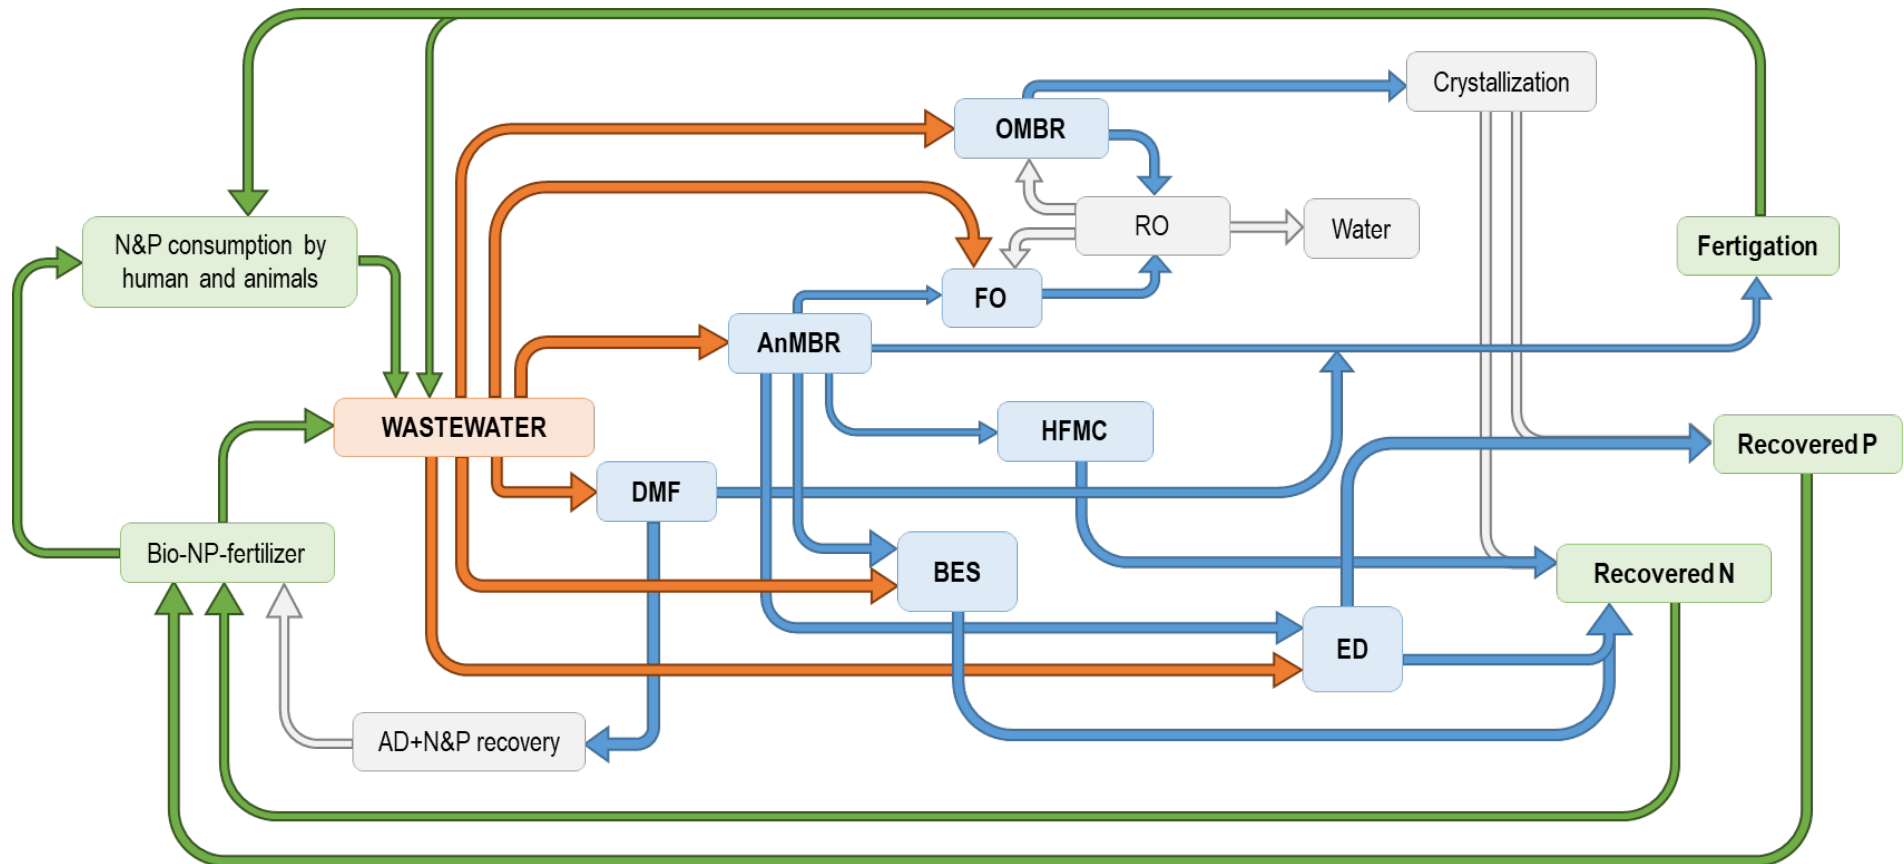 Crystallization
OMBR
RO
Water
N&P consumption by
human and animals
Fertigation
FO
AnMBR
WASTEWATER
HFMC
Recovered P
DMF
Bio-NP-fertilizer
BES
Recovered N
ED
AD+N&P recovery